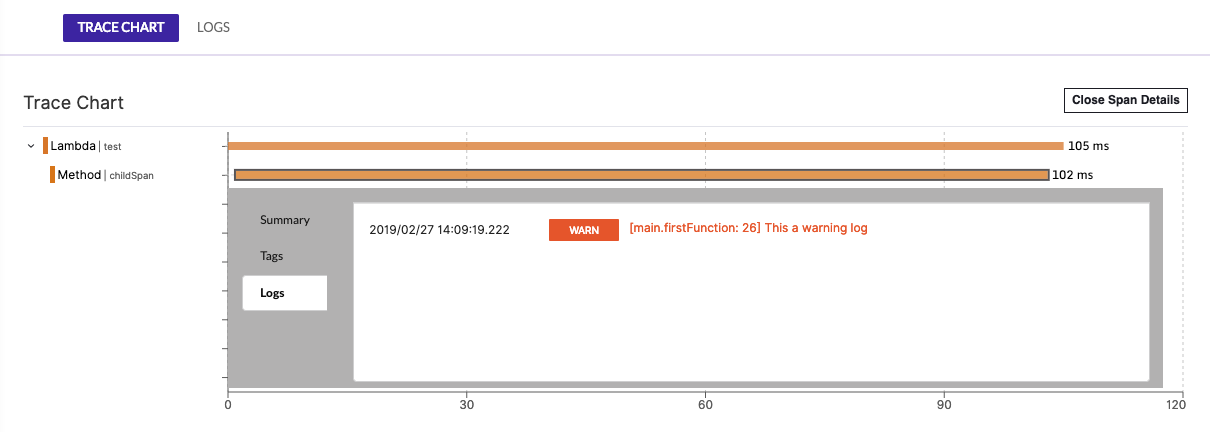 TRACE CHART LOGS
Trace Chart
Close Span Details
Lambda | test 105 ms
Method | childSpan 102 ms
Summary
2019/02/27 14:09:19.222 WARN [main.firstFunction: 26] This a warning log
Tags
Logs
0 30 60 90 120